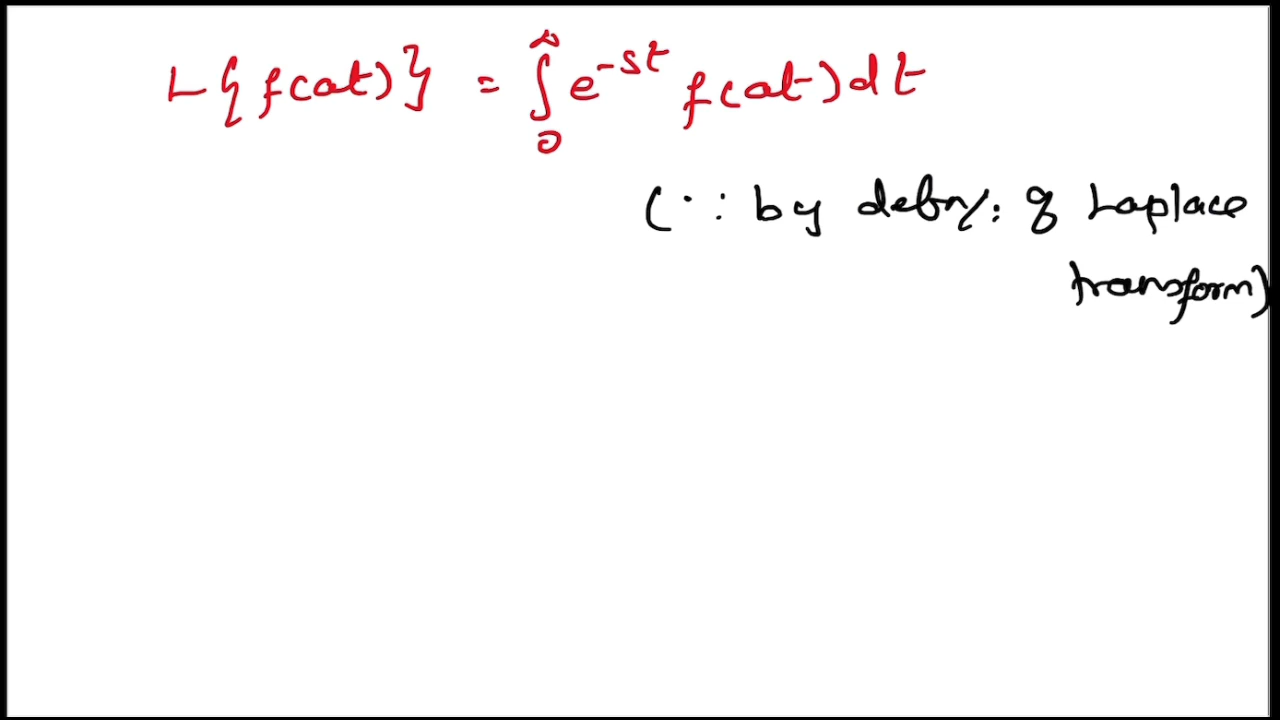 L{f(at)} = ∫₀^∞ e^{-st} f(at) dt
(∵ by defn/: of Laplace
transform)